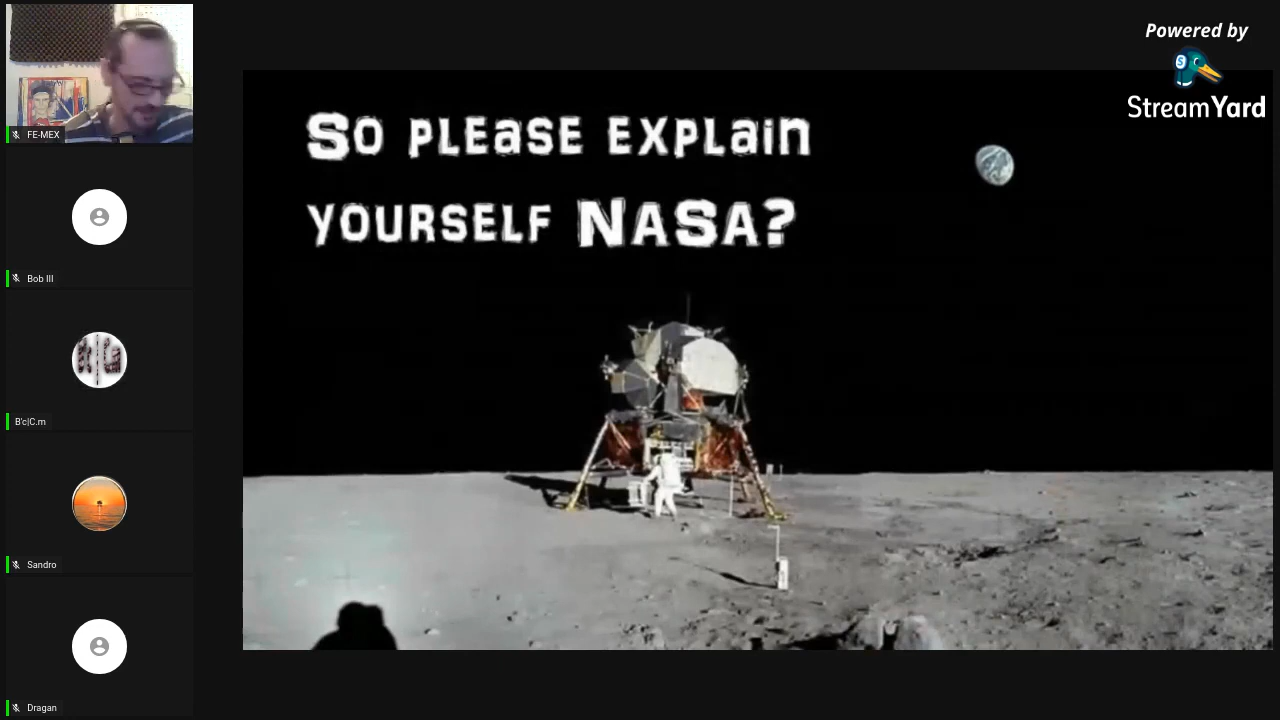 Powered by
StreamYard
So please explain
yourself NASA?
FE-MEX
Bob III
B'c|C.m
Sandro
Dragan